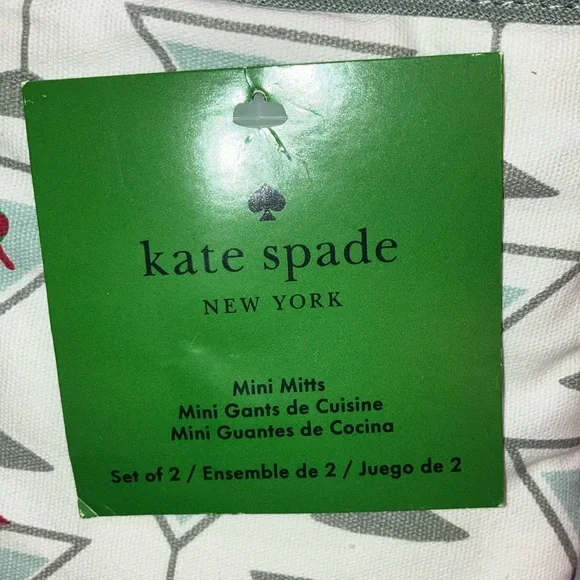 kate spade
NEW YORK
Mini Mitts
Mini Gants de Cuisine
Mini Guantes de Cocina
Set of 2 / Ensemble de 2 / Juego de 2